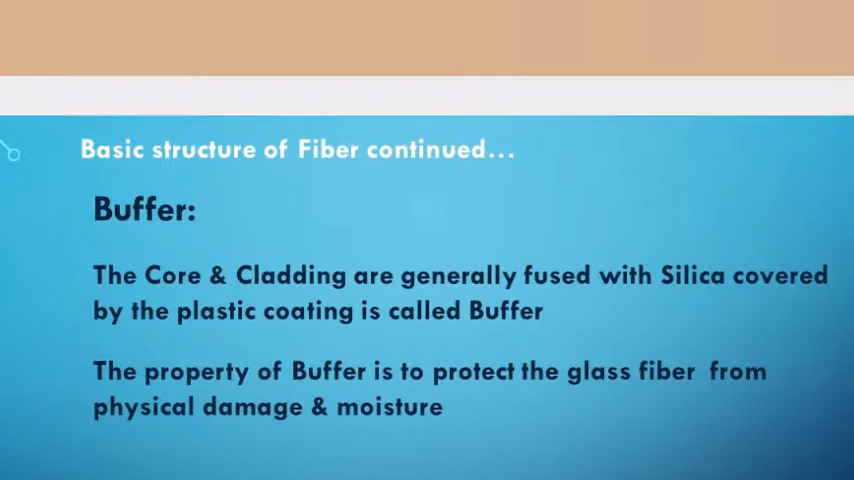 Basic structure of Fiber continued...
Buffer:
The Core & Cladding are generally fused with Silica covered
by the plastic coating is called Buffer
The property of Buffer is to protect the glass fiber from
physical damage & moisture